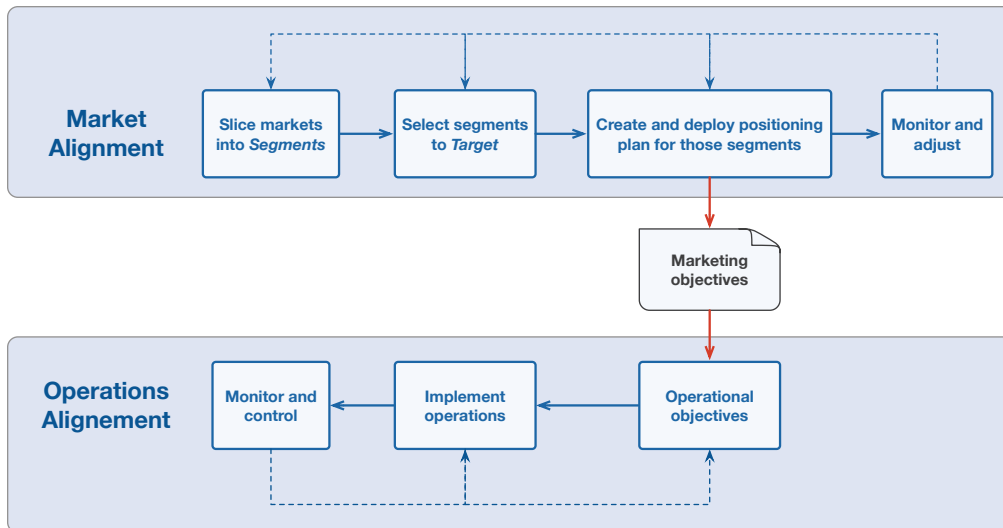 Market
Alignment
Slice markets
into Segments
Select segments
to Target
Create and deploy positioning
plan for those segments
Monitor and
adjust
Marketing
objectives
Operations
Alignement
Monitor and
control
Implement
operations
Operational
objectives